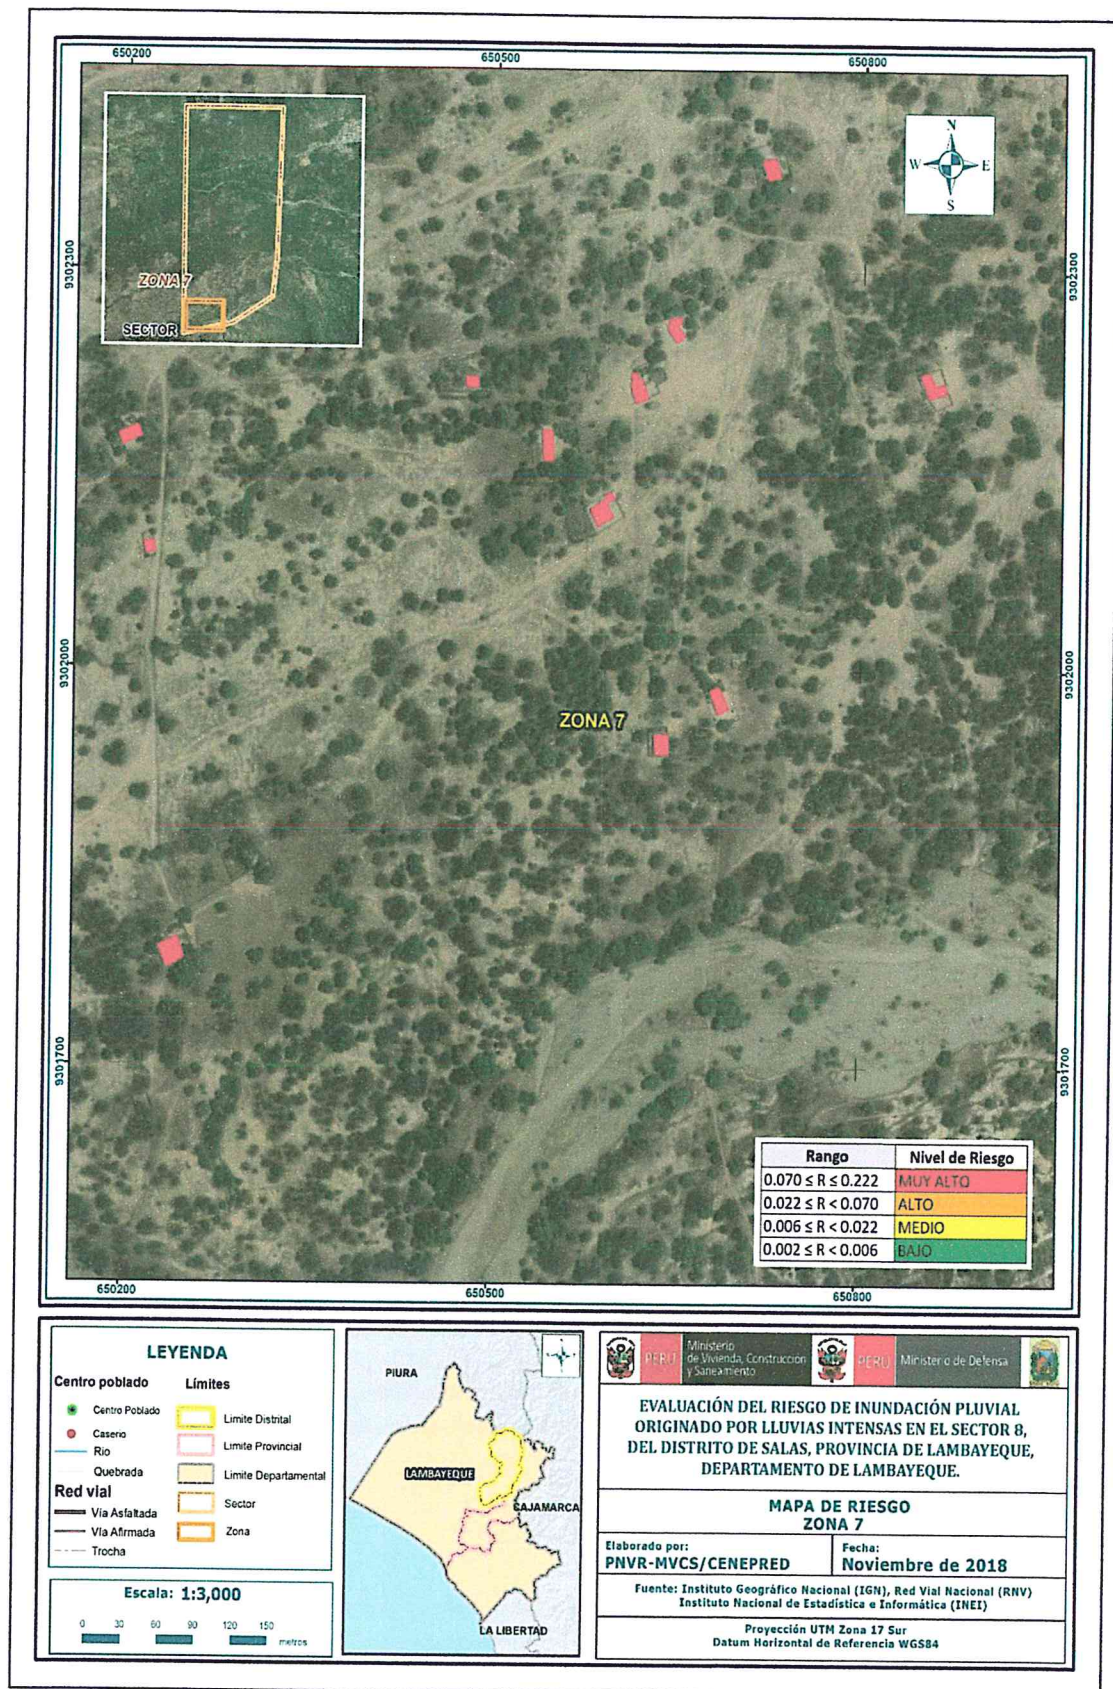 650200
650500
650800
N
W
E
S
9302300
9302300
ZONA 7
SECTOR
9302000
9302000
ZONA 7
9301700
9301700
Rango
Nivel de Riesgo
0.070 ≤ R ≤ 0.222
MUY ALTO
0.022 ≤ R < 0.070
ALTO
0.006 ≤ R < 0.022
MEDIO
0.002 ≤ R < 0.006
BAJO
650200
650500
650800
LEYENDA
Centro poblado
Centro Poblado
Caserio
Rio
Quebrada
Red vial
Vía Asfaltada
Vía Afirmada
Trocha
Límites
Limite Distrital
Limite Provincial
Limite Departamental
Sector
Zona
Escala: 1:3,000
0 30 60 90 120 150
metros
PIURA
LAMBAYEQUE
CAJAMARCA
LA LIBERTAD
PERÚ
Ministerio
de Vivienda, Construcción
y Saneamiento
PERÚ
Ministerio de Defensa
EVALUACIÓN DEL RIESGO DE INUNDACIÓN PLUVIAL
ORIGINADO POR LLUVIAS INTENSAS EN EL SECTOR 8,
DEL DISTRITO DE SALAS, PROVINCIA DE LAMBAYEQUE,
DEPARTAMENTO DE LAMBAYEQUE.
MAPA DE RIESGO
ZONA 7
Elaborado por:
PNVR-MVCS/CENEPRED
Fecha:
Noviembre de 2018
Fuente: Instituto Geográfico Nacional (IGN), Red Vial Nacional (RNV)
Instituto Nacional de Estadística e Informática (INEI)
Proyección UTM Zona 17 Sur
Datum Horizontal de Referencia WGS84